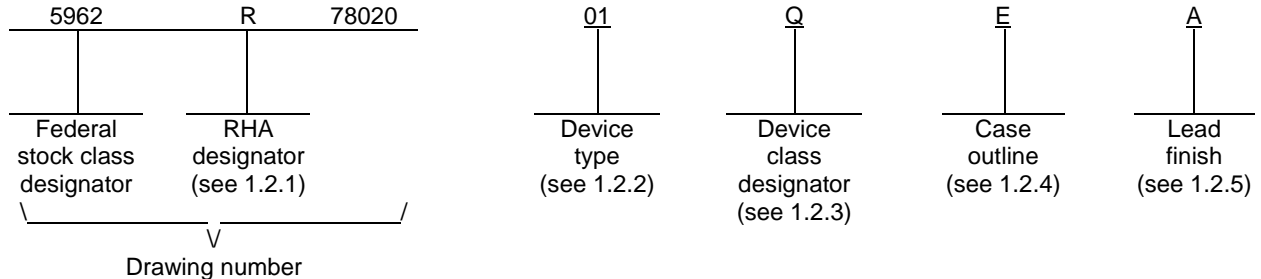 5962 R 78020 01 Q E A
Federal RHA Device Device Case Lead
stock class designator type class outline finish
designator (see 1.2.1) (see 1.2.2) designator (see 1.2.4) (see 1.2.5)
(see 1.2.3)
\ /
\/
Drawing number